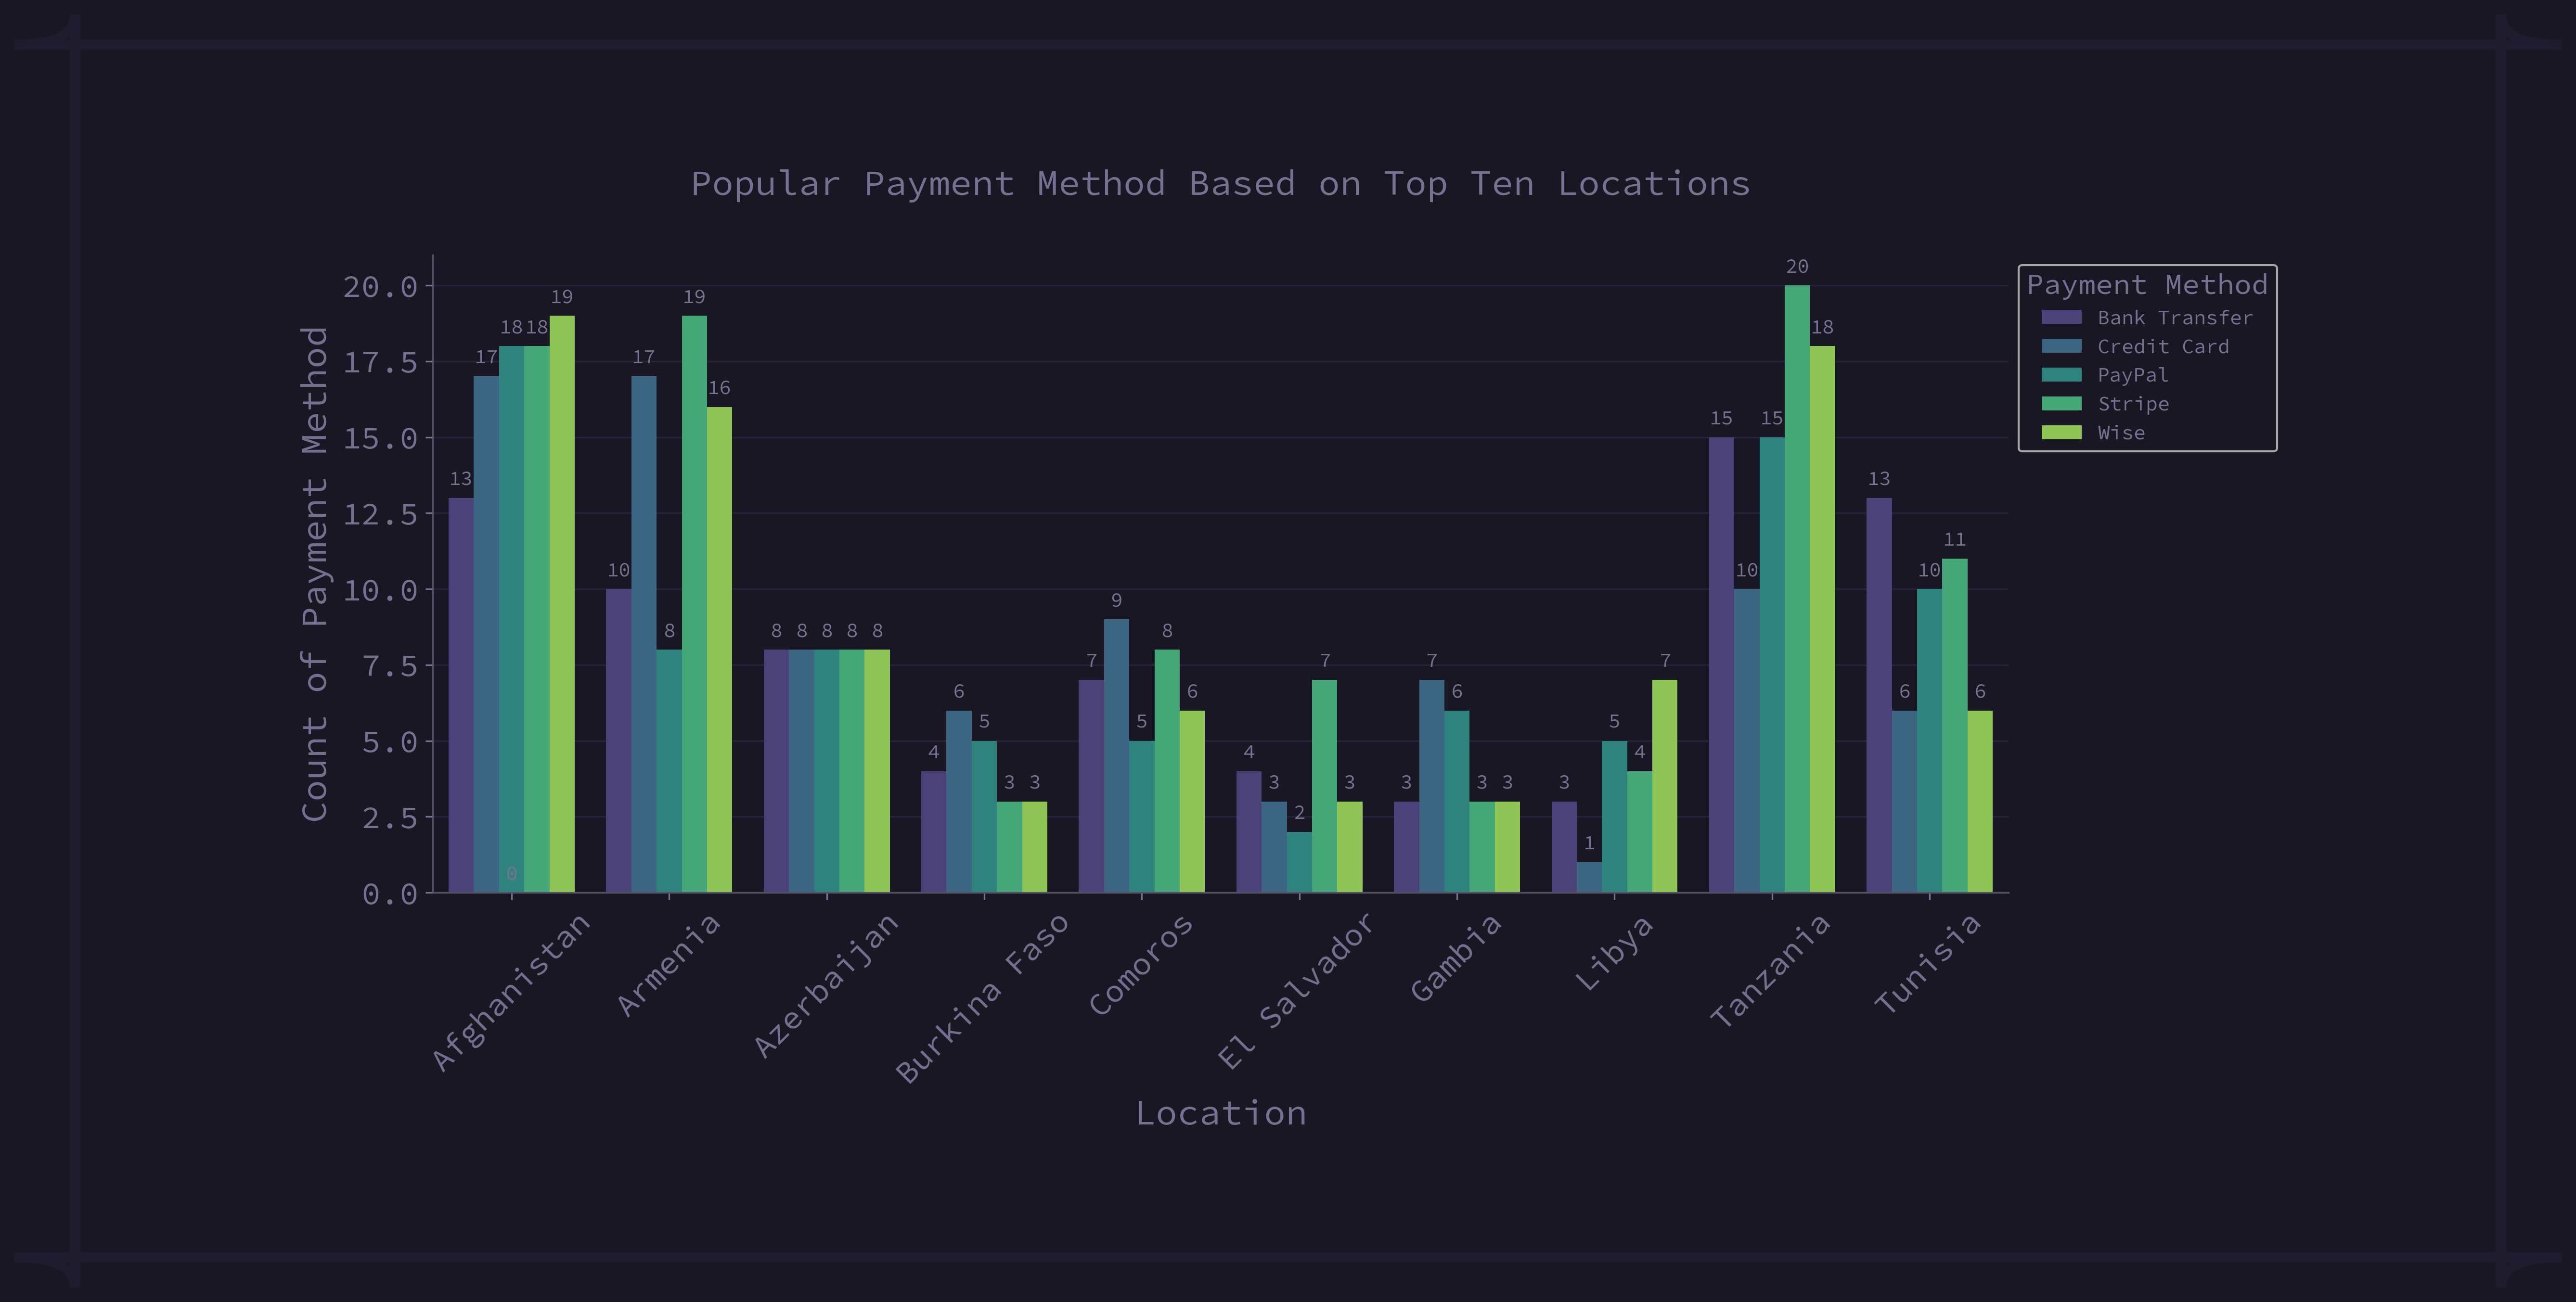 Popular Payment Method Based on Top Ten Locations
Count of Payment Method
20.0
17.5
15.0
12.5
10.0
7.5
5.0
2.5
0.0
13 17 18 18 19
0
10 17 8 19 16
8 8 8 8 8
4 6 5 3 3
7 9 5 8 6
4 3 2 7 3
3 7 6 3 3
3 1 5 4 7
15 10 15 20 18
13 6 10 11 6
Afghanistan
Armenia
Azerbaijan
Burkina Faso
Comoros
El Salvador
Gambia
Libya
Tanzania
Tunisia
Location
Payment Method
Bank Transfer
Credit Card
PayPal
Stripe
Wise